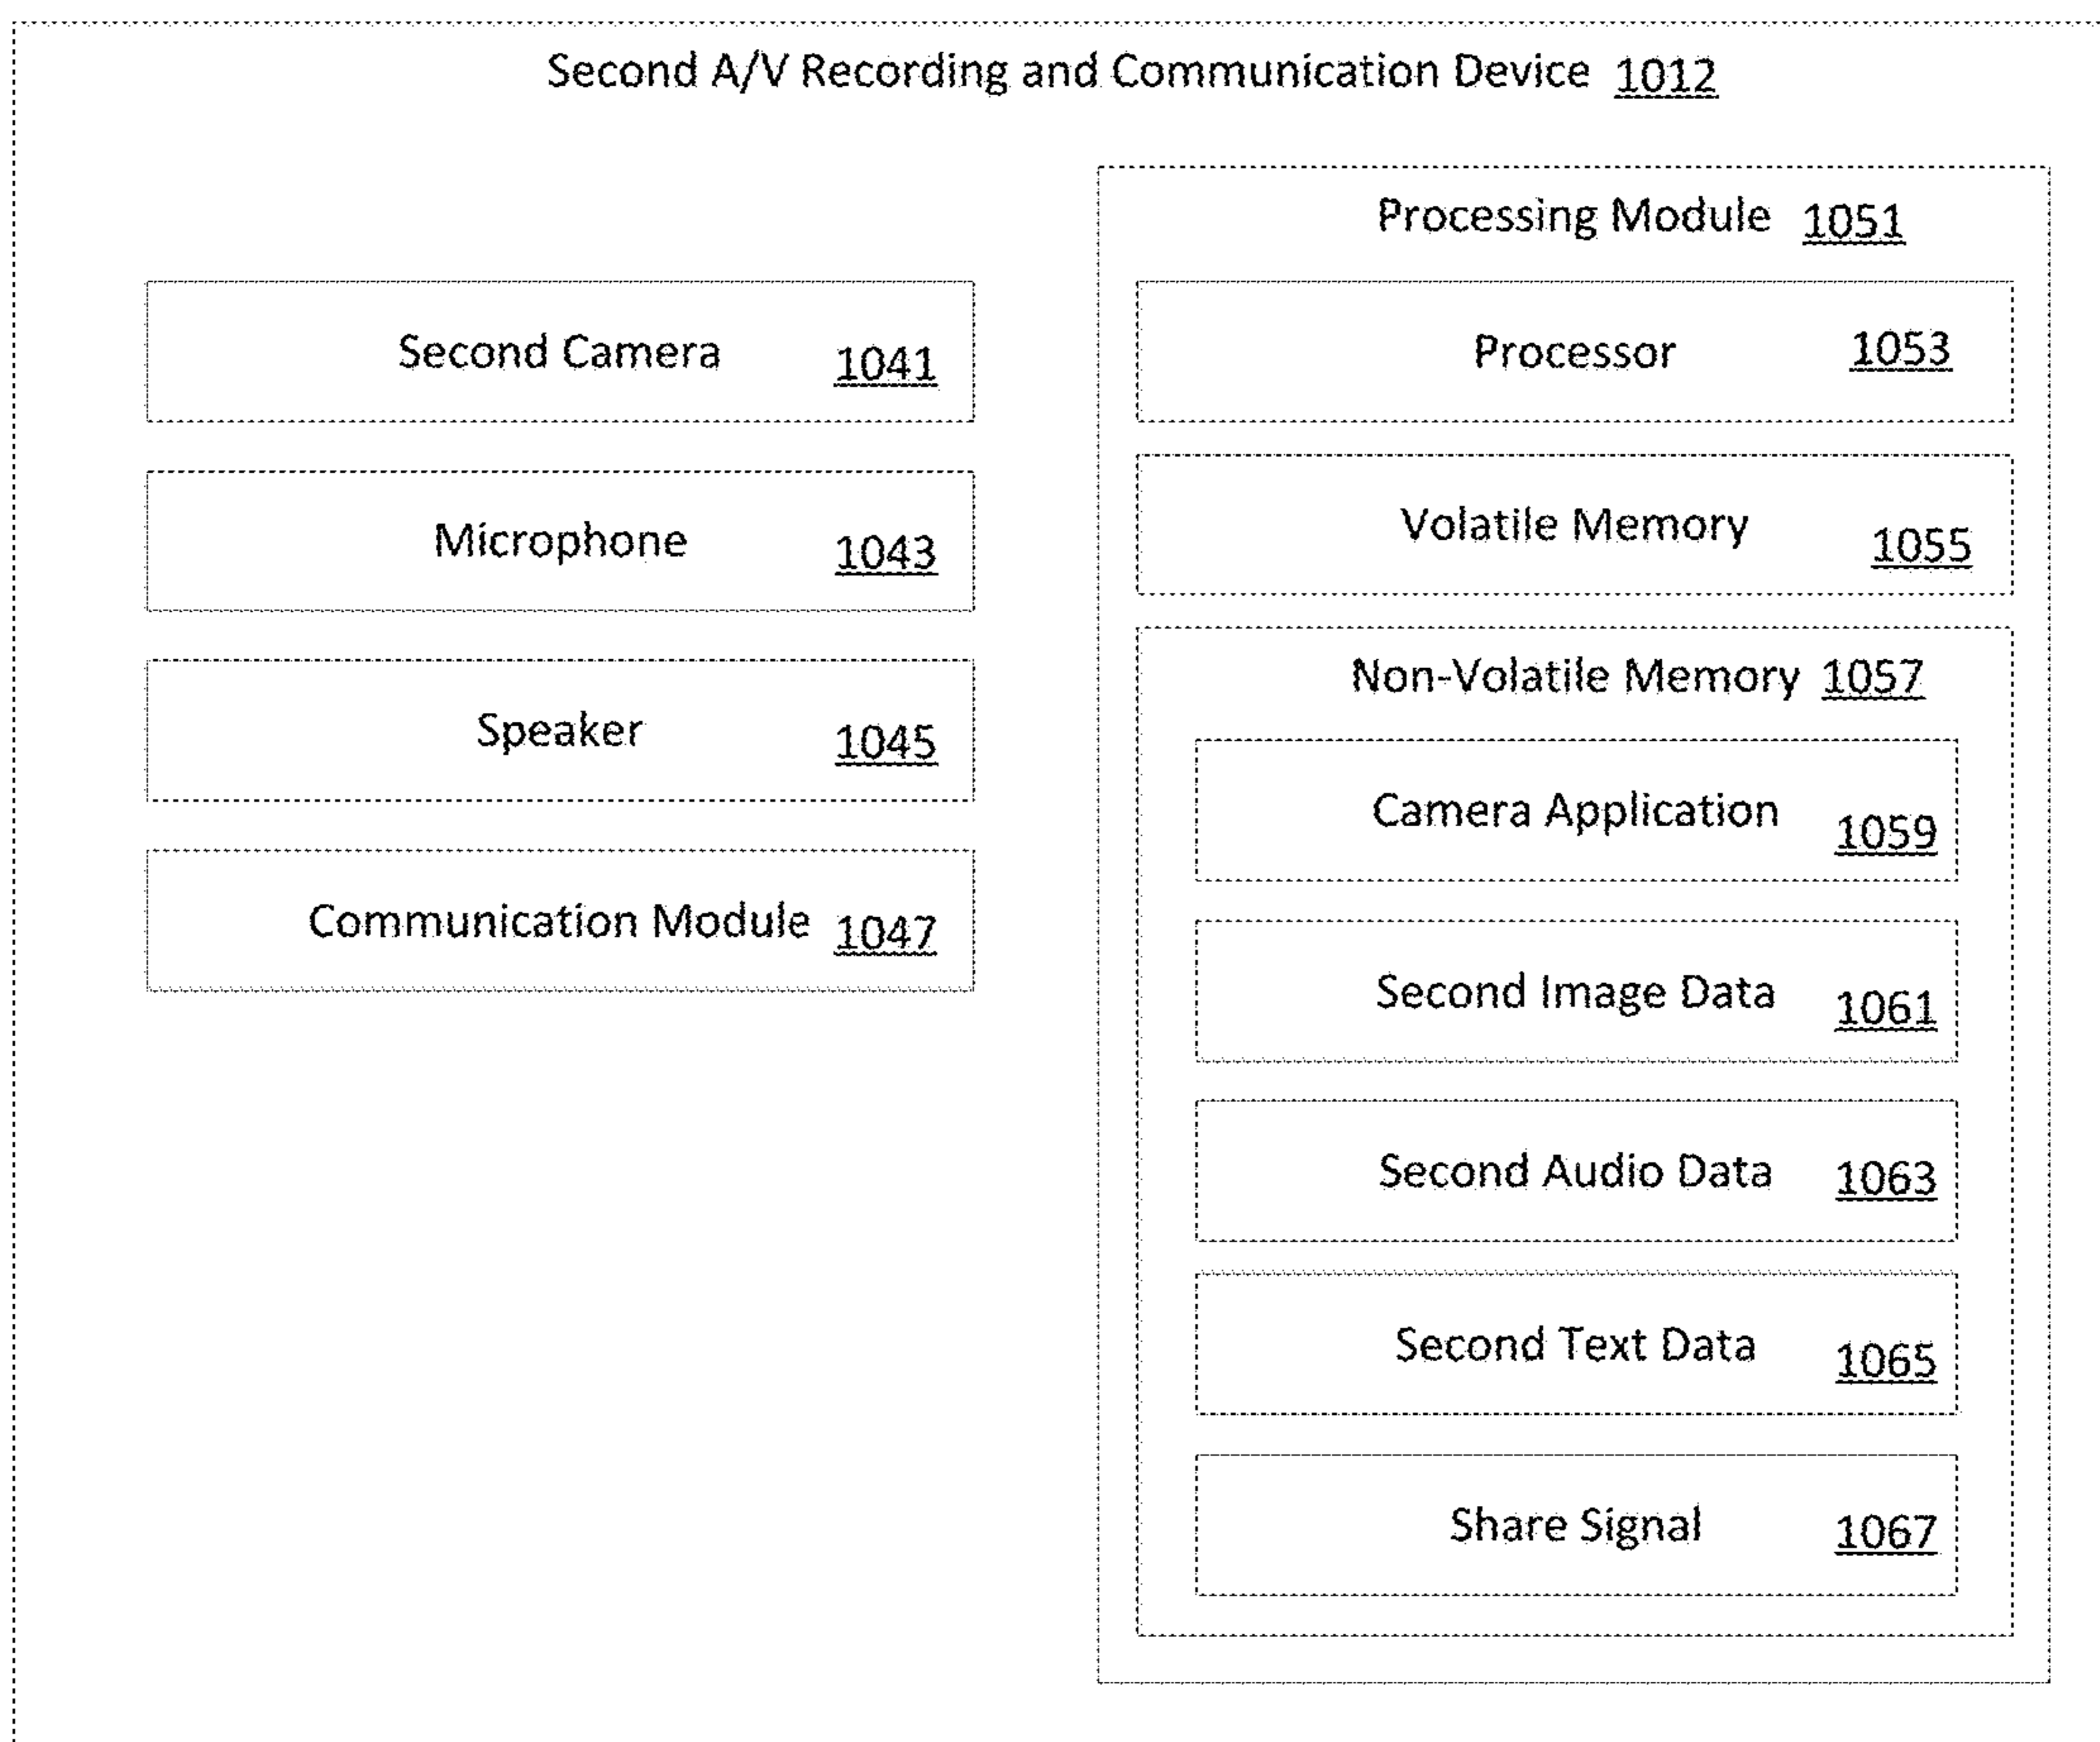 Second A/V Recording and Communication Device 1012
Second Camera 1041
Microphone 1043
Speaker 1045
Communication Module 1047
Processing Module 1051
Processor 1053
Volatile Memory 1055
Non-Volatile Memory 1057
Camera Application 1059
Second Image Data 1061
Second Audio Data 1063
Second Text Data 1065
Share Signal 1067